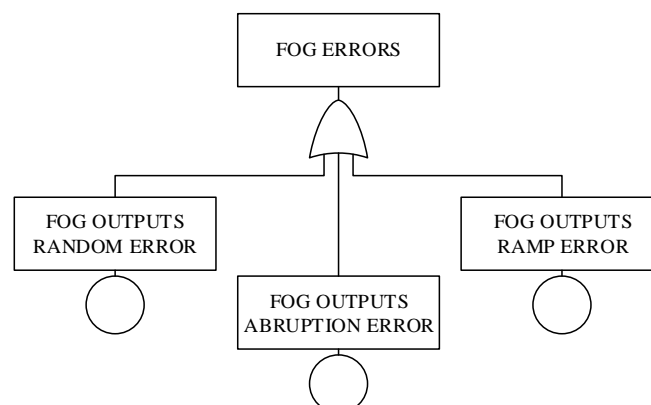 FOG ERRORS
FOG OUTPUTS
RANDOM ERROR
FOG OUTPUTS
RAMP ERROR
FOG OUTPUTS
ABRUPTION ERROR